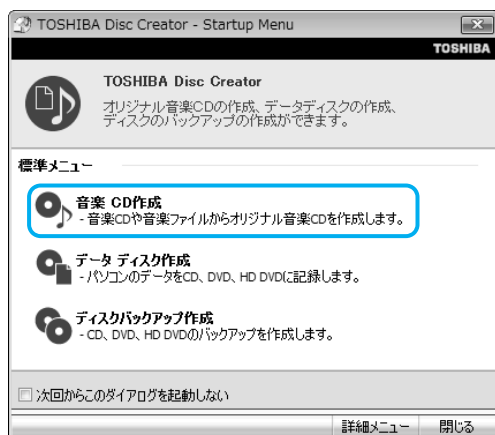 TOSHIBA Disc Creator - Startup Menu
TOSHIBA
TOSHIBA Disc Creator
オリジナル音楽CDの作成、データディスクの作成、
ディスクのバックアップの作成ができます。
標準メニュー
音楽 CD作成
- 音楽CDや音楽ファイルからオリジナル音楽CDを作成します。
データ ディスク作成
- パソコンのデータをCD、DVD、HD DVDに記録します。
ディスクバックアップ作成
- CD、DVD、HD DVDのバックアップを作成します。
次回からこのダイアログを起動しない
詳細メニュー 閉じる